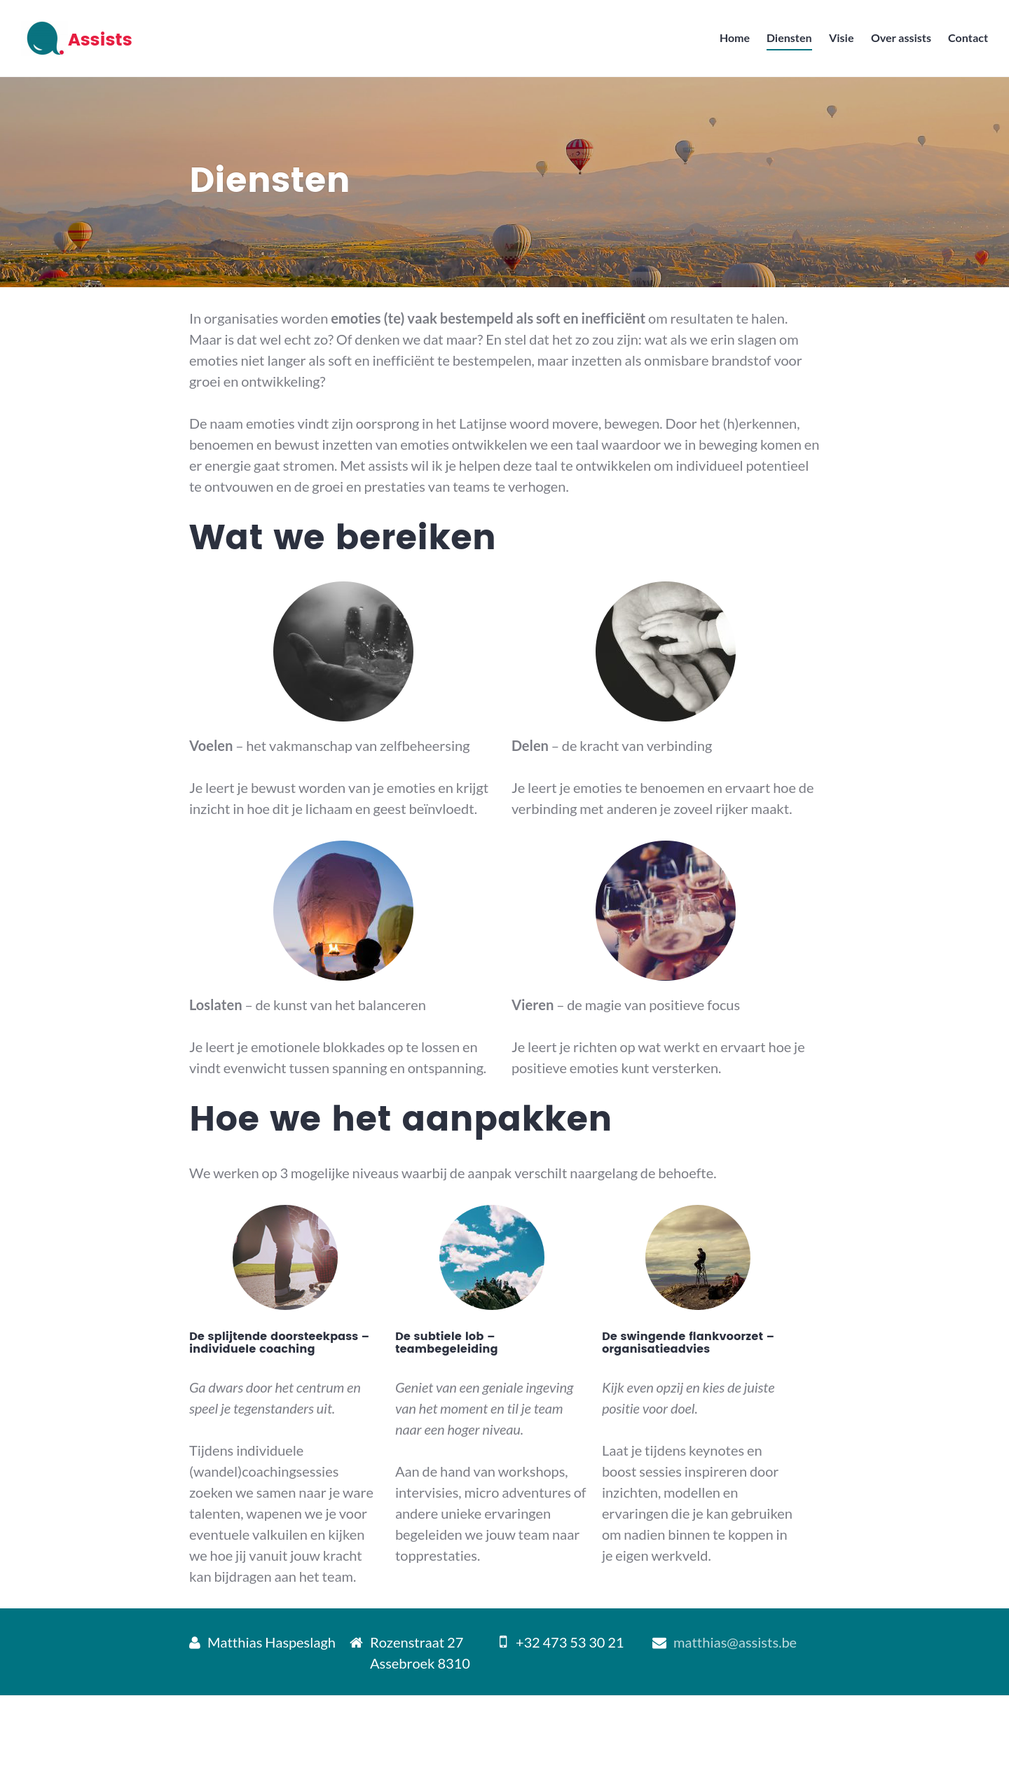 Assists
Home Diensten Visie Over assists Contact
Diensten
In organisaties worden emoties (te) vaak bestempeld als soft en inefficiënt om resultaten te halen.
Maar is dat wel echt zo? Of denken we dat maar? En stel dat het zo zou zijn: wat als we erin slagen om
emoties niet langer als soft en inefficiënt te bestempelen, maar inzetten als onmisbare brandstof voor
groei en ontwikkeling?
De naam emoties vindt zijn oorsprong in het Latijnse woord movere, bewegen. Door het (h)erkennen,
benoemen en bewust inzetten van emoties ontwikkelen we een taal waardoor we in beweging komen en
er energie gaat stromen. Met assists wil ik je helpen deze taal te ontwikkelen om individueel potentieel
te ontvouwen en de groei en prestaties van teams te verhogen.
Wat we bereiken
Voelen – het vakmanschap van zelfbeheersing
Je leert je bewust worden van je emoties en krijgt
inzicht in hoe dit je lichaam en geest beïnvloedt.
Delen – de kracht van verbinding
Je leert je emoties te benoemen en ervaart hoe de
verbinding met anderen je zoveel rijker maakt.
Loslaten – de kunst van het balanceren
Je leert je emotionele blokkades op te lossen en
vindt evenwicht tussen spanning en ontspanning.
Vieren – de magie van positieve focus
Je leert je richten op wat werkt en ervaart hoe je
positieve emoties kunt versterken.
Hoe we het aanpakken
We werken op 3 mogelijke niveaus waarbij de aanpak verschilt naargelang de behoefte.
De splijtende doorsteekpass –
individuele coaching
Ga dwars door het centrum en
speel je tegenstanders uit.
Tijdens individuele
(wandel)coachingsessies
zoeken we samen naar je ware
talenten, wapenen we je voor
eventuele valkuilen en kijken
we hoe jij vanuit jouw kracht
kan bijdragen aan het team.
De subtiele lob –
teambegeleiding
Geniet van een geniale ingeving
van het moment en til je team
naar een hoger niveau.
Aan de hand van workshops,
intervisies, micro adventures of
andere unieke ervaringen
begeleiden we jouw team naar
topprestaties.
De swingende flankvoorzet –
organisatieadvies
Kijk even opzij en kies de juiste
positie voor doel.
Laat je tijdens keynotes en
boost sessies inspireren door
inzichten, modellen en
ervaringen die je kan gebruiken
om nadien binnen te koppen in
je eigen werkveld.
Matthias Haspeslagh
Rozenstraat 27
Assebroek 8310
+32 473 53 30 21
matthias@assists.be